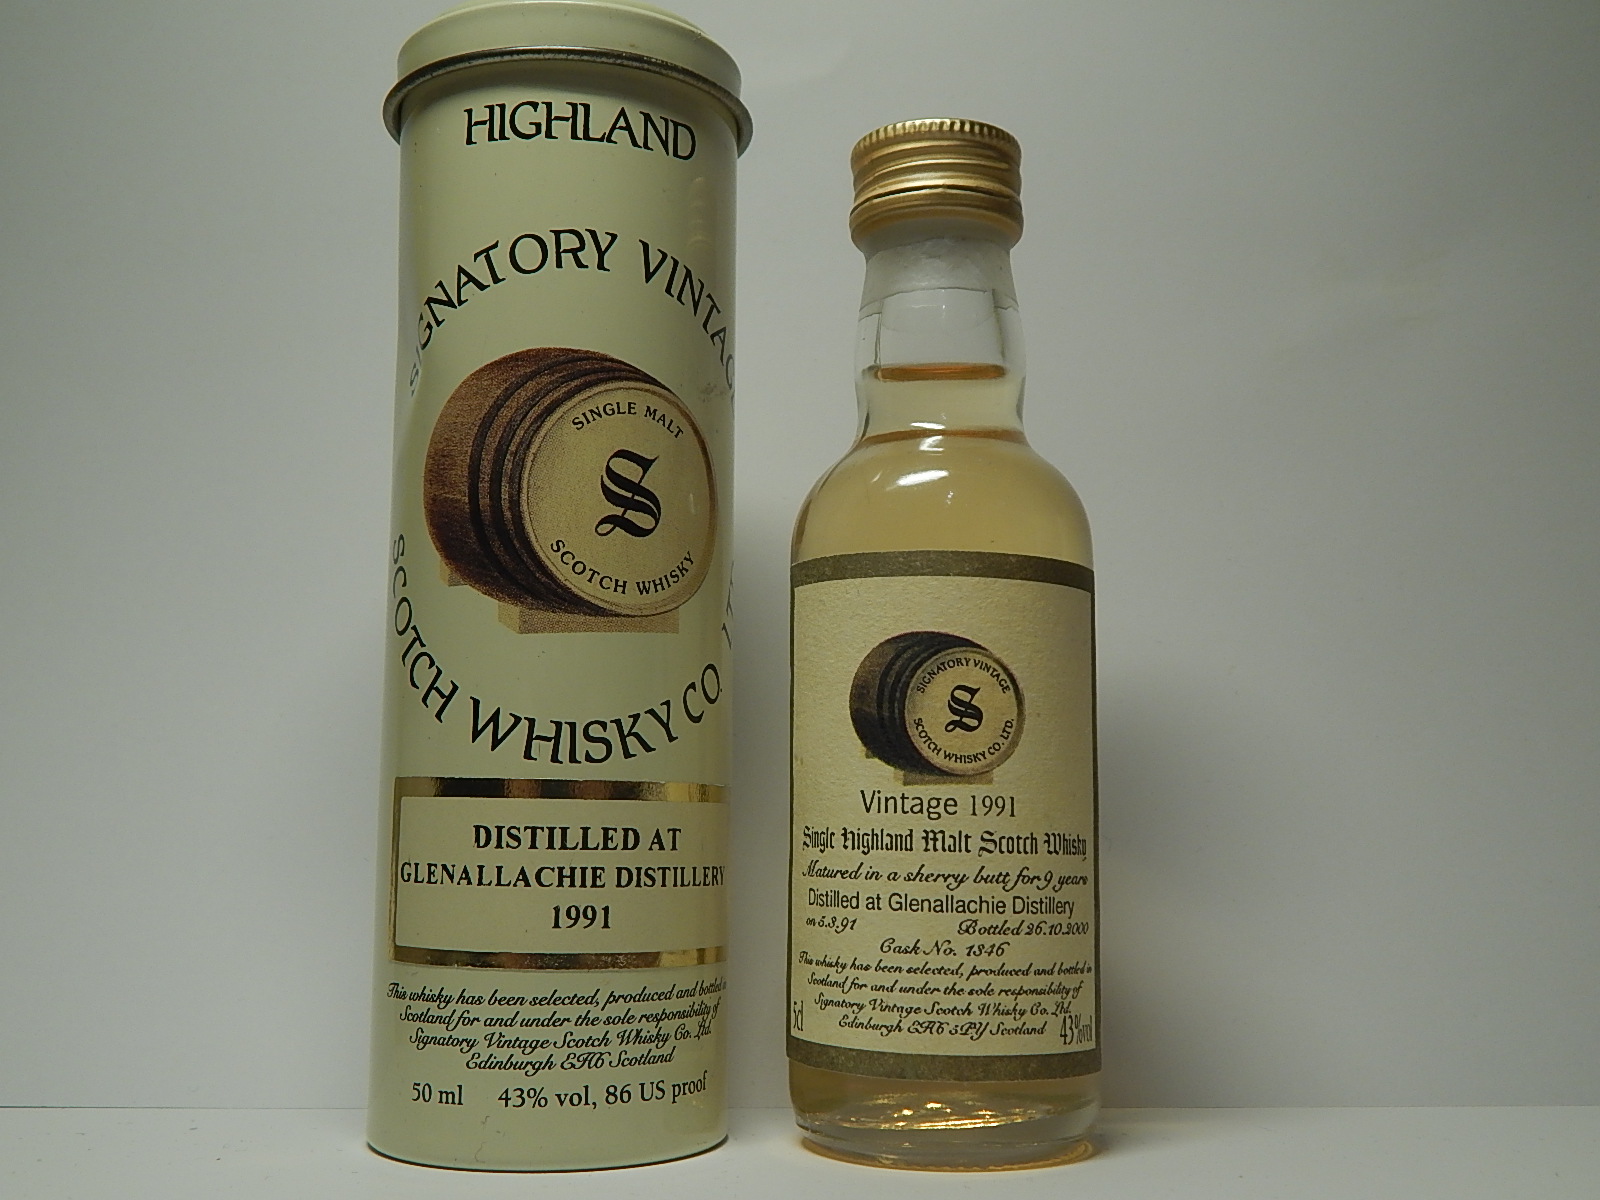 HIGHLAND
SIGNATORY VINTAGE
SINGLE MALT
S
SCOTCH WHISKY
SCOTCH WHISKY CO. LTD
DISTILLED AT
GLENALLACHIE DISTILLERY
1991
This whisky has been selected, produced and bottled in
Scotland for and under the sole responsibility of
Signatory Vintage Scotch Whisky Co. Ltd.
Edinburgh EH6 Scotland
50 ml 43% vol, 86 US proof
SIGNATORY VINTAGE
S
SCOTCH WHISKY CO. LTD.
Vintage 1991
Single Highland Malt Scotch Whisky
Matured in a sherry butt for 9 years
Distilled at Glenallachie Distillery
on 5.3.91 Bottled 26.10.2000
Cask No. 1346
This whisky has been selected, produced and bottled in
Scotland for and under the sole responsibility of
Signatory Vintage Scotch Whisky Co. Ltd.
5cl Edinburgh EH6 5PY Scotland 43%vol